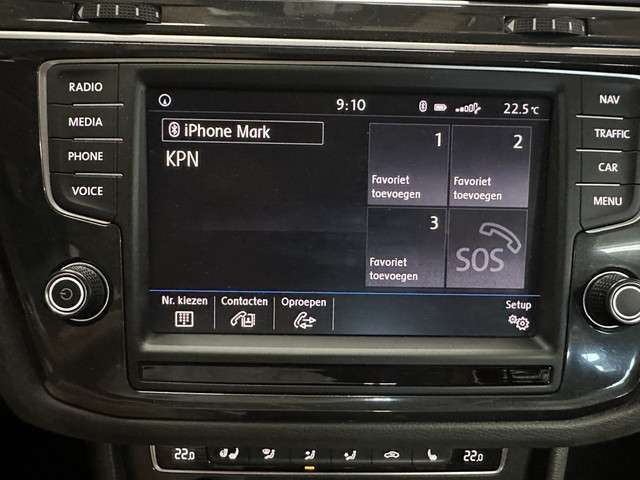 RADIO
MEDIA
PHONE
VOICE
9:10
22.5°C
iPhone Mark
KPN
1
Favoriet
toevoegen
2
Favoriet
toevoegen
3
Favoriet
toevoegen
SOS
Nr. kiezen
Contacten
Oproepen
Setup
NAV
TRAFFIC
CAR
MENU
22.0
22.0